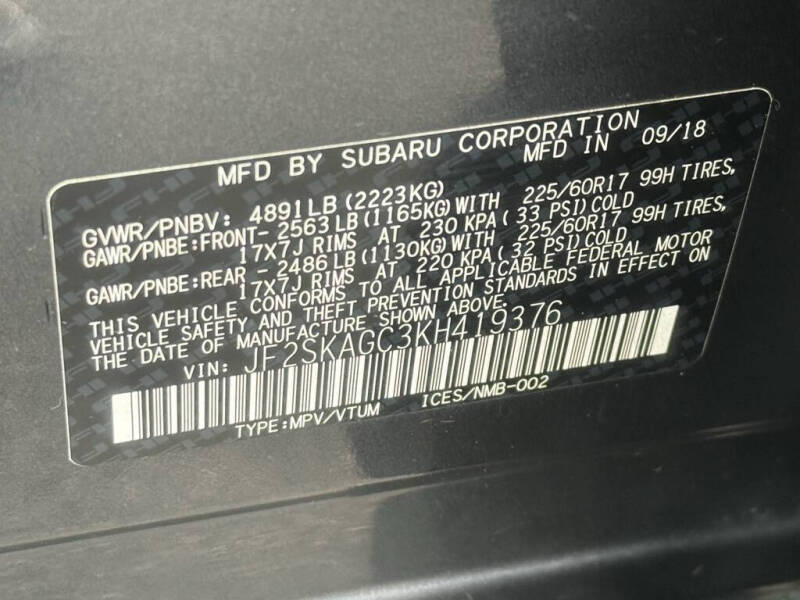 MFD BY SUBARU CORPORATION
MFD IN 09/18
GVWR/PNBV: 4891LB (2223KG)
GAWR/PNBE:FRONT- 2563LB(1165KG)WITH 225/60R17 99H TIRES,
17X7J RIMS AT 230 KPA (33 PSI)COLD
GAWR/PNBE:REAR - 2486LB(1130KG)WITH 225/60R17 99H TIRES,
17X7J RIMS AT 220 KPA (32 PSI)COLD
THIS VEHICLE CONFORMS TO ALL APPLICABLE FEDERAL MOTOR
VEHICLE SAFETY AND THEFT PREVENTION STANDARDS IN EFFECT ON
THE DATE OF MANUFACTURE SHOWN ABOVE.
VIN: JF2SKAGC3KH419376
TYPE:MPV/VTUM ICES/NMB-002